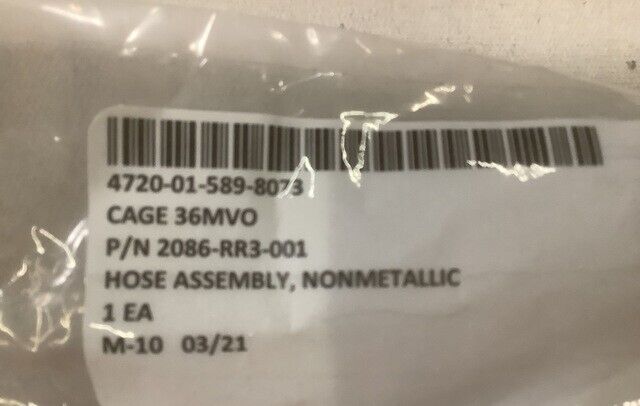 4720-01-589-8073
CAGE 36MVO
P/N 2086-RR3-001
HOSE ASSEMBLY, NONMETALLIC
1 EA
M-10 03/21